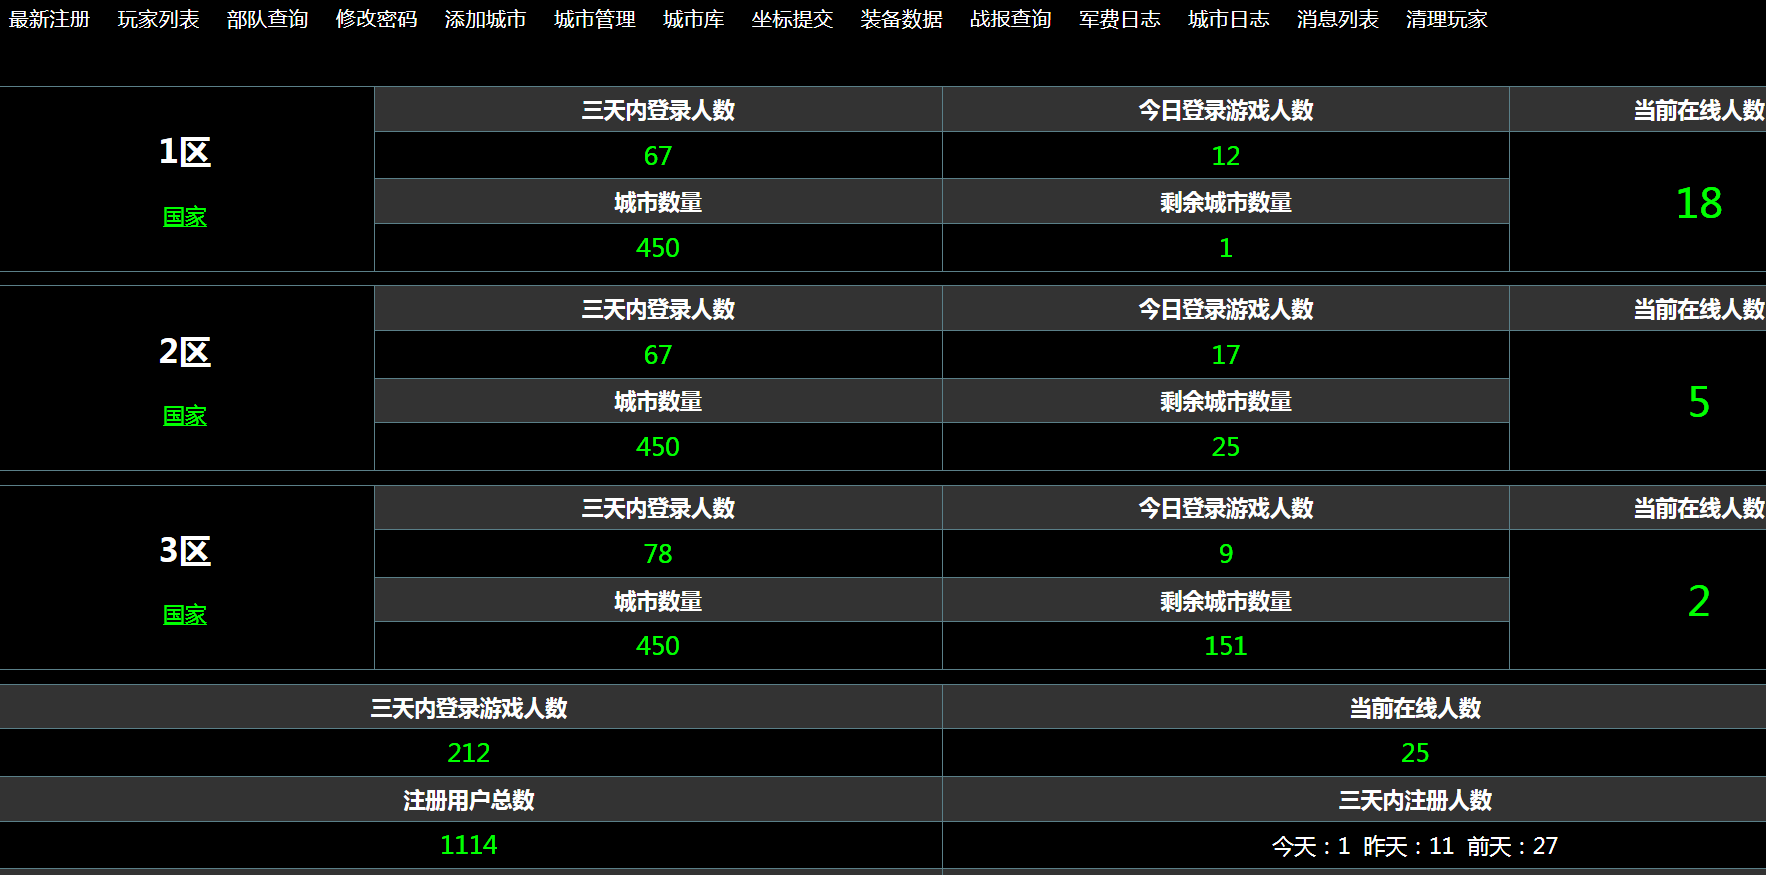 最新注册 玩家列表 部队查询 修改密码 添加城市 城市管理 城市库 坐标提交 装备数据 战报查询 军费日志 城市日志 消息列表 清理玩家
1区
国家
三天内登录人数 今日登录游戏人数 当前在线人数
67 12
18
城市数量 剩余城市数量
450 1
2区
国家
三天内登录人数 今日登录游戏人数 当前在线人数
67 17
5
城市数量 剩余城市数量
450 25
3区
国家
三天内登录人数 今日登录游戏人数 当前在线人数
78 9
2
城市数量 剩余城市数量
450 151
三天内登录游戏人数 当前在线人数
212 25
注册用户总数 三天内注册人数
1114 今天：1 昨天：11 前天：27